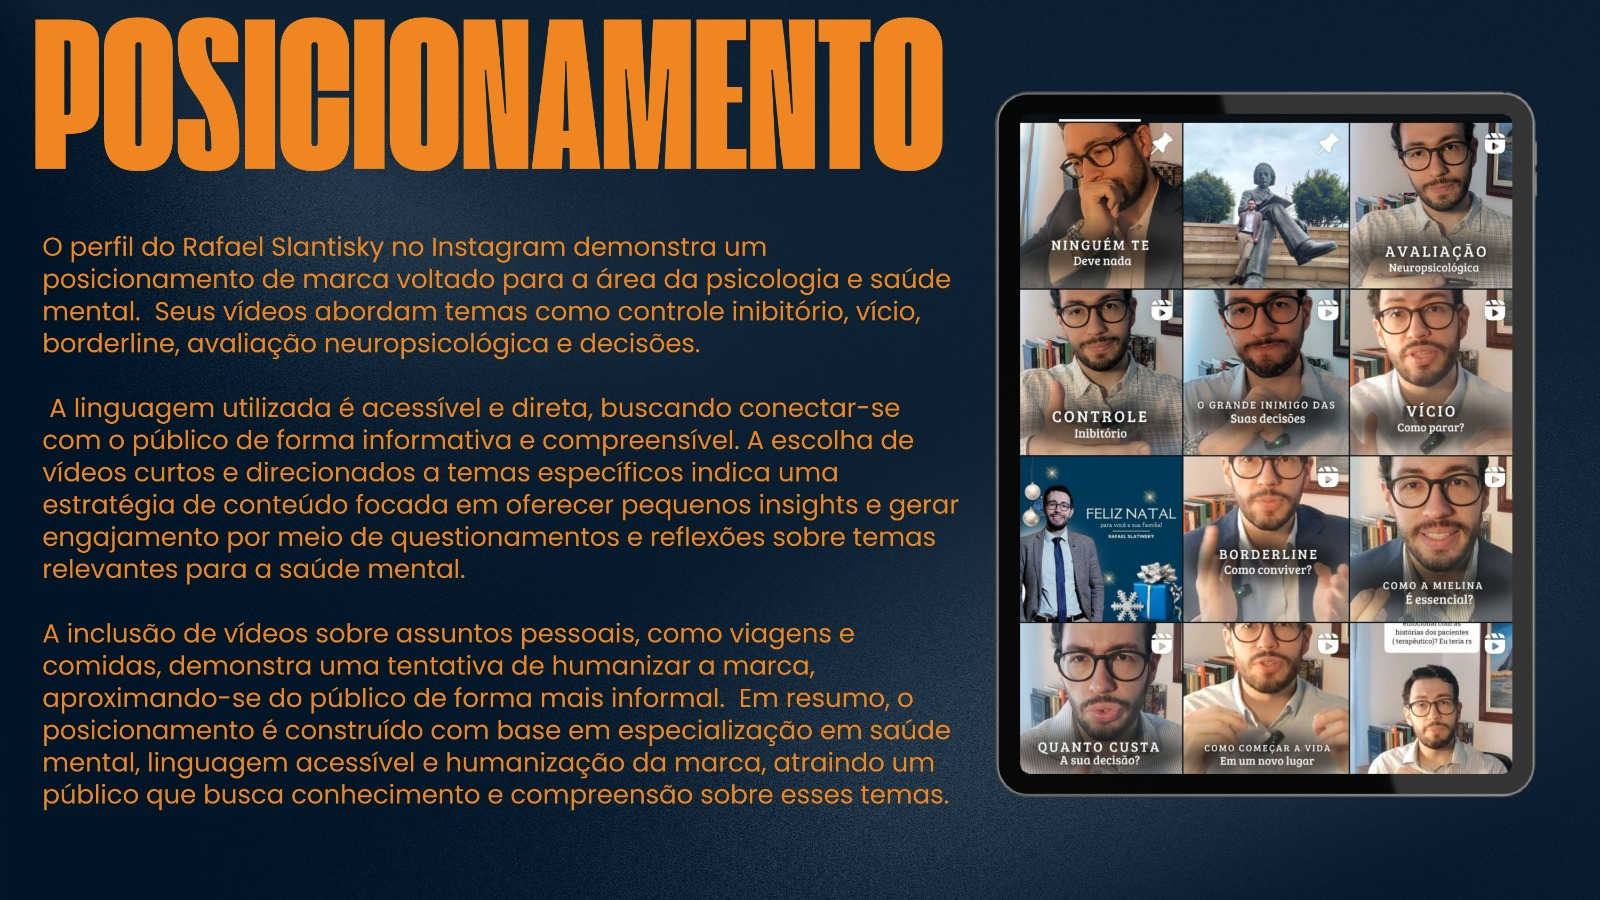 POSICIONAMENTO
O perfil do Rafael Slantisky no Instagram demonstra um
posicionamento de marca voltado para a área da psicologia e saúde
mental.  Seus vídeos abordam temas como controle inibitório, vício,
borderline, avaliação neuropsicológica e decisões.
A linguagem utilizada é acessível e direta, buscando conectar-se
com o público de forma informativa e compreensível. A escolha de
vídeos curtos e direcionados a temas específicos indica uma
estratégia de conteúdo focada em oferecer pequenos insights e gerar
engajamento por meio de questionamentos e reflexões sobre temas
relevantes para a saúde mental.
A inclusão de vídeos sobre assuntos pessoais, como viagens e
comidas, demonstra uma tentativa de humanizar a marca,
aproximando-se do público de forma mais informal.  Em resumo, o
posicionamento é construído com base em especialização em saúde
mental, linguagem acessível e humanização da marca, atraindo um
público que busca conhecimento e compreensão sobre esses temas.
NINGUÉM TE
Deve nada
AVALIAÇÃO
Neuropsicológica
CONTROLE
Inibitório
O GRANDE INIMIGO DAS
Suas decisões
VÍCIO
Como parar?
FELIZ NATAL
para você e sua família!
RAFAEL SLATINSKY
BORDERLINE
Como conviver?
COMO A MIELINA
É essencial?
QUANTO CUSTA
A sua decisão?
COMO COMEÇAR A VIDA
Em um novo lugar
emocional com as
histórias dos pacientes
( terapêutico)? Eu teria rs